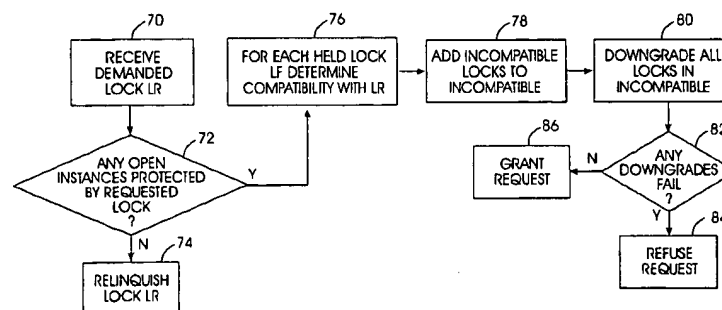 70
RECEIVE
DEMANDED
LOCK LR
72
ANY OPEN
INSTANCES PROTECTED
BY REQUESTED
LOCK
?
Y
N
74
RELINQUISH
LOCK LR
76
FOR EACH HELD LOCK
LF DETERMINE
COMPATIBILITY WITH LR
78
ADD INCOMPATIBLE
LOCKS TO
INCOMPATIBLE
80
DOWNGRADE ALL
LOCKS IN
INCOMPATIBLE
82
ANY
DOWNGRADES
FAIL
?
N
Y
86
GRANT
REQUEST
84
REFUSE
REQUEST